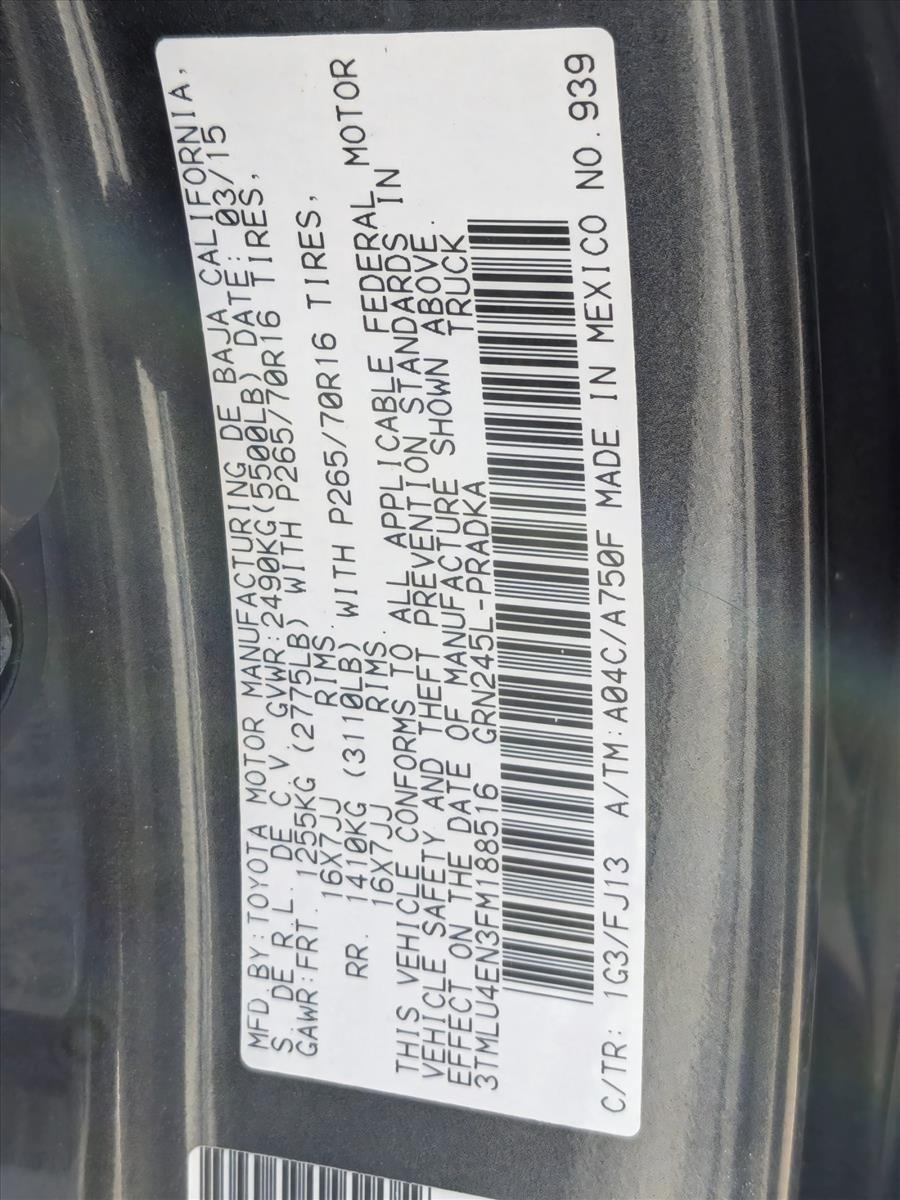 MFD BY:TOYOTA MOTOR MANUFACTURING DE BAJA CALIFORNIA,
S. DE R.L. DE C.V GVWR:2490KG(5500LB) DATE: 03/15
GAWR:FRT. 1255KG (2775LB) WITH P265/70R16 TIRES,
16X7JJ RIMS
RR. 1410KG (3110LB) WITH P265/70R16 TIRES,
16X7JJ RIMS
THIS VEHICLE CONFORMS TO ALL APPLICABLE FEDERAL MOTOR
VEHICLE SAFETY AND THEFT PREVENTION STANDARDS IN
EFFECT ON THE DATE OF MANUFACTURE SHOWN ABOVE.
3TMLU4EN3FM188516 GRN245L-PRADKA TRUCK
C/TR: 1G3/FJ13 A/TM:A04C/A750F MADE IN MEXICO NO.939